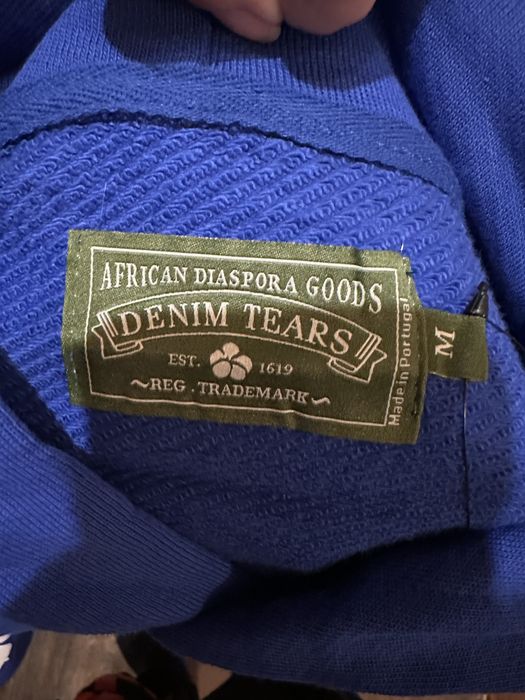 AFRICAN DIASPORA GOODS
DENIM TEARS
EST. 1619
~REG. TRADEMARK~
Made in Portugal
M